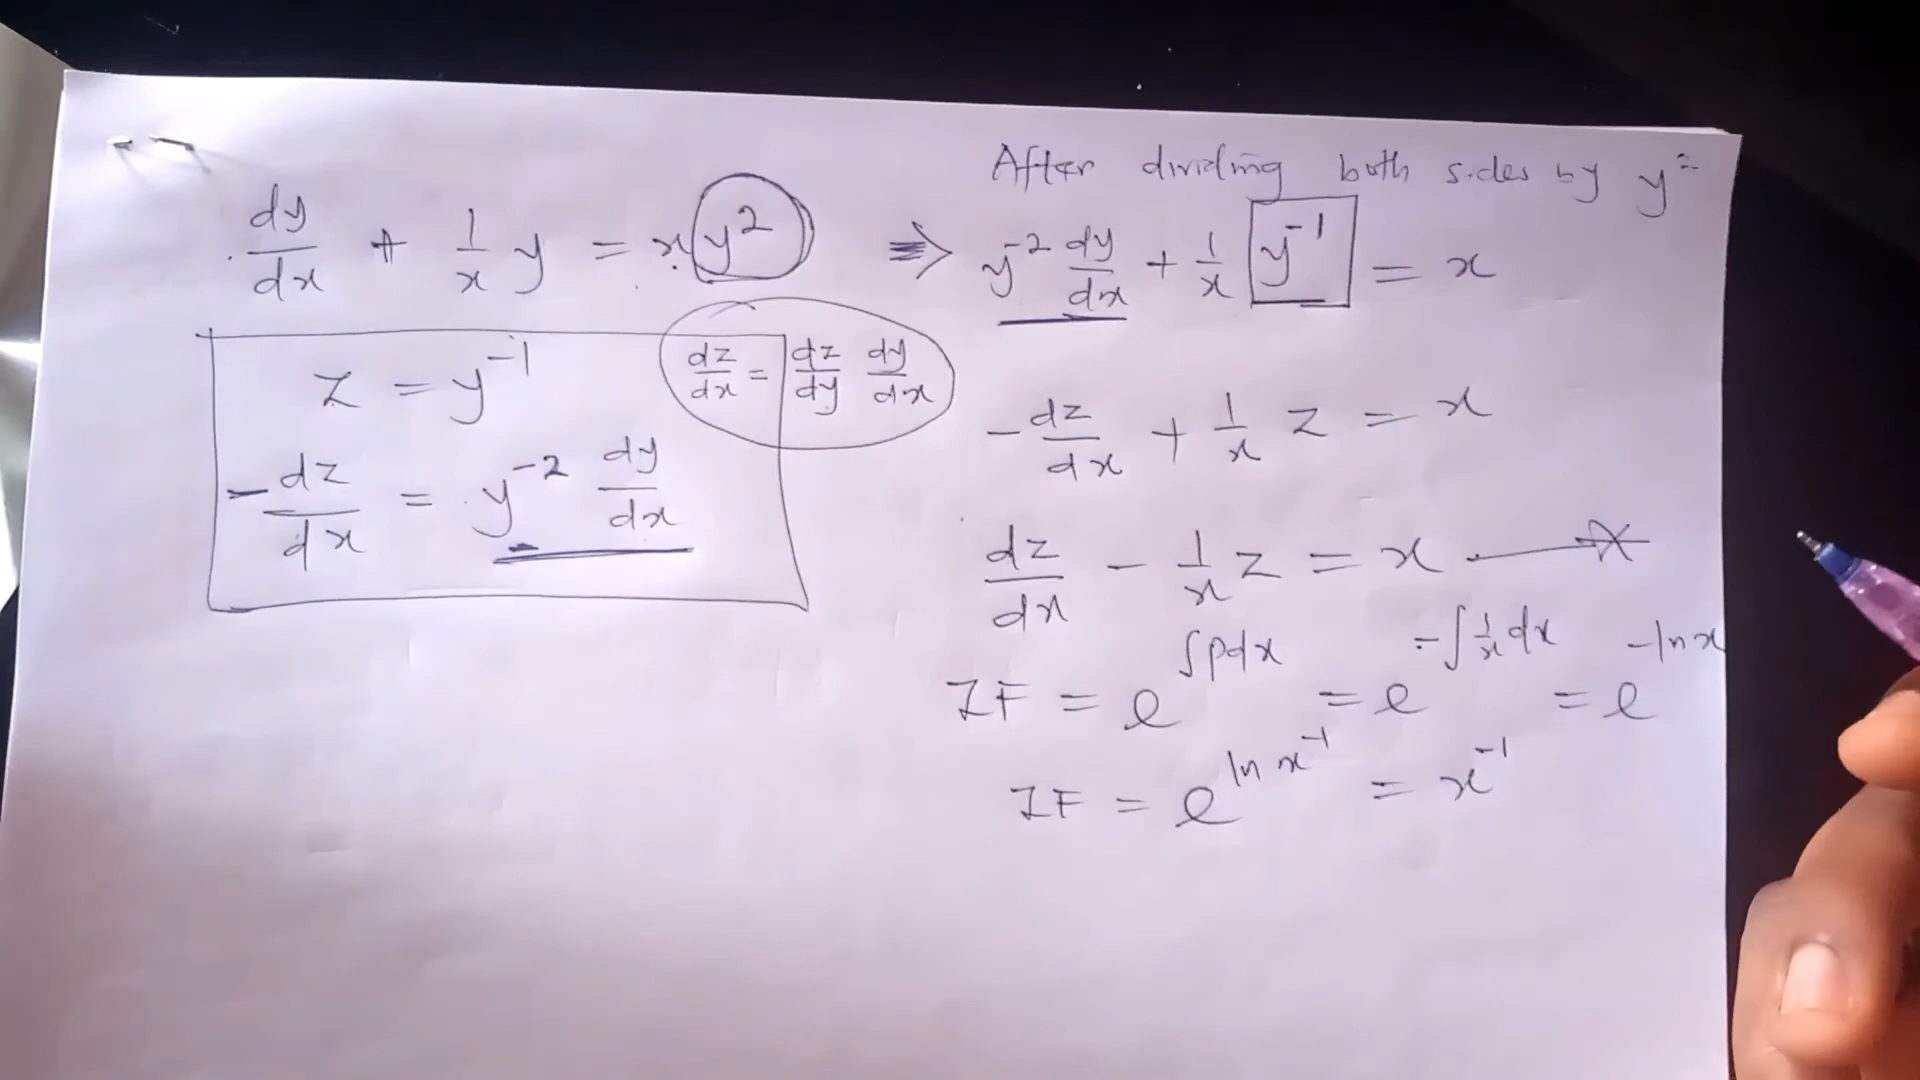 dy/dx + 1/x y = xy²
z = y⁻¹
dz/dx = dz/dy dy/dx
-dz/dx = y⁻² dy/dx
After dividing both sides by y²
⇒ y⁻² dy/dx + 1/x y⁻¹ = x
-dz/dx + 1/x z = x
dz/dx - 1/x z = x
IF = e^∫pdx = e^-∫1/x dx = e^-ln x
IF = e^ln x⁻¹ = x⁻¹